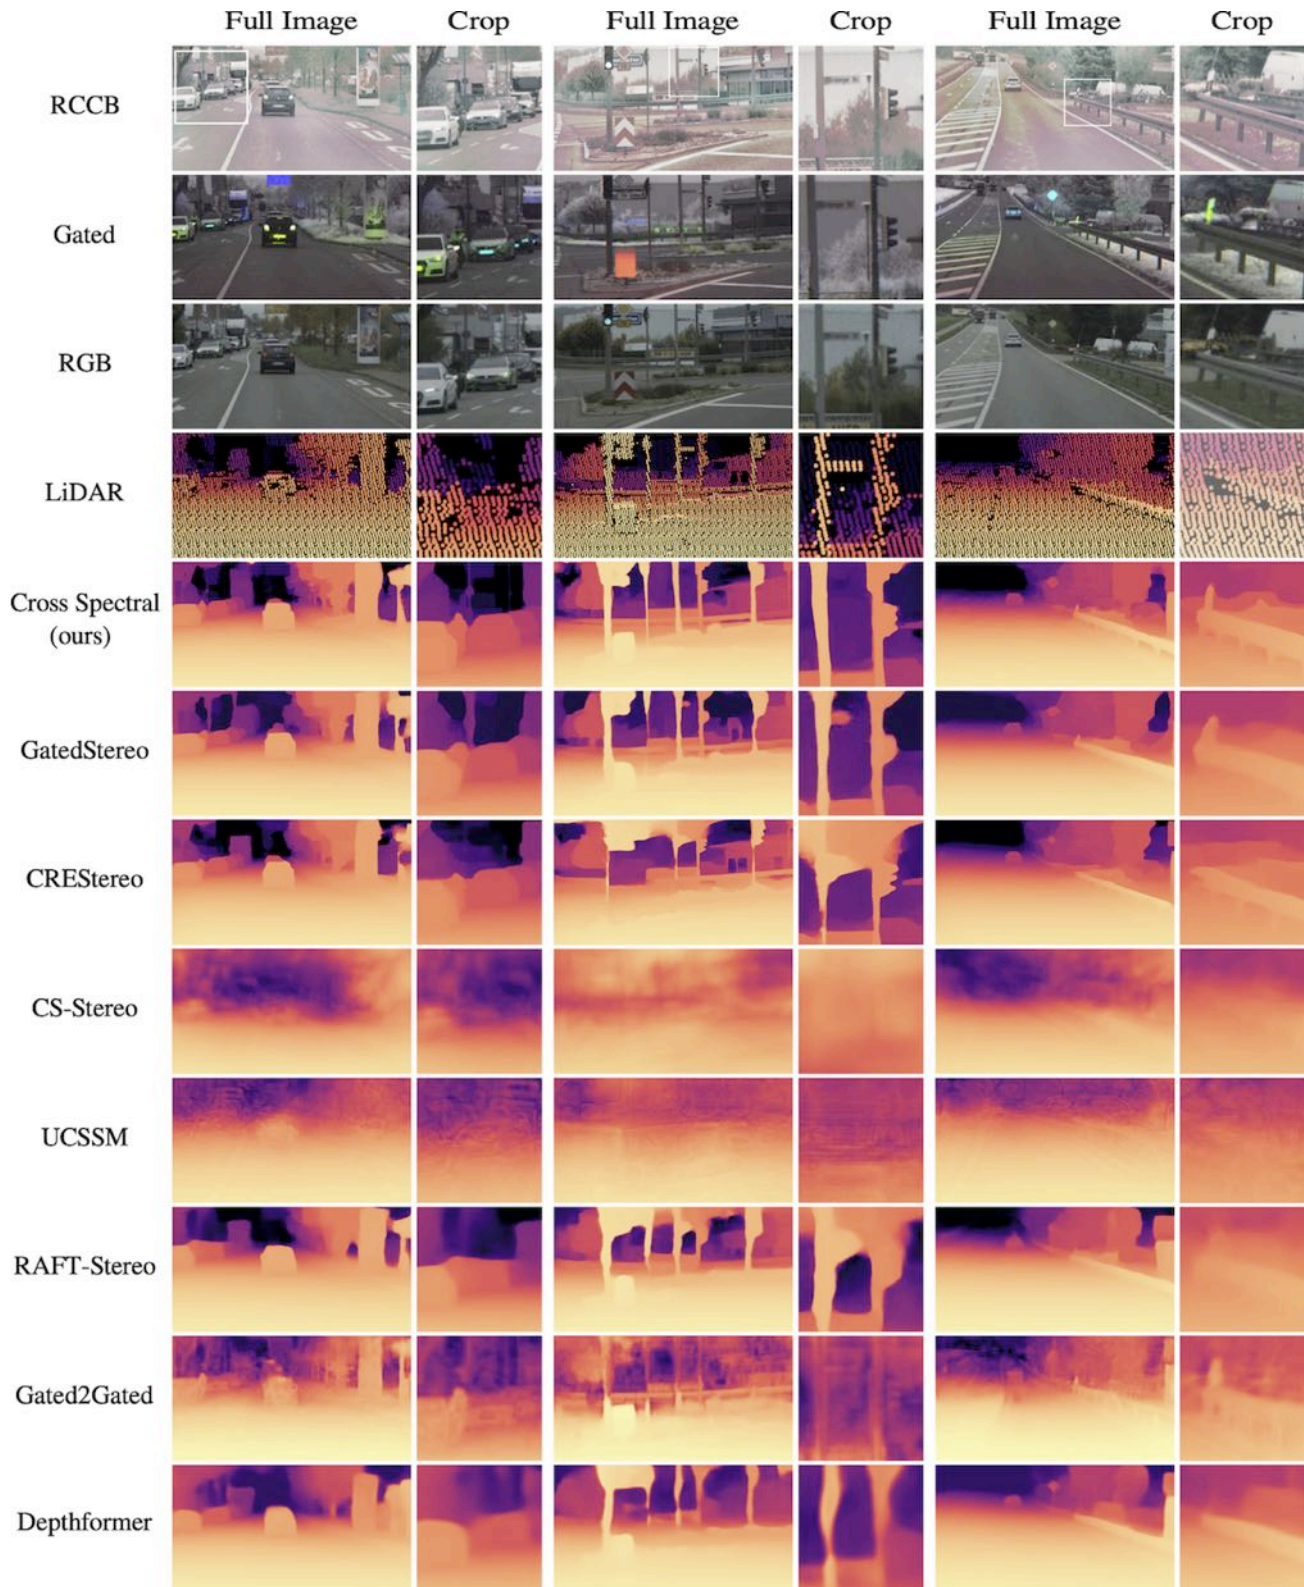 Full Image Crop Full Image Crop Full Image Crop
RCCB
Gated
RGB
LiDAR
Cross Spectral
(ours)
GatedStereo
CREStereo
CS-Stereo
UCSSM
RAFT-Stereo
Gated2Gated
Depthformer